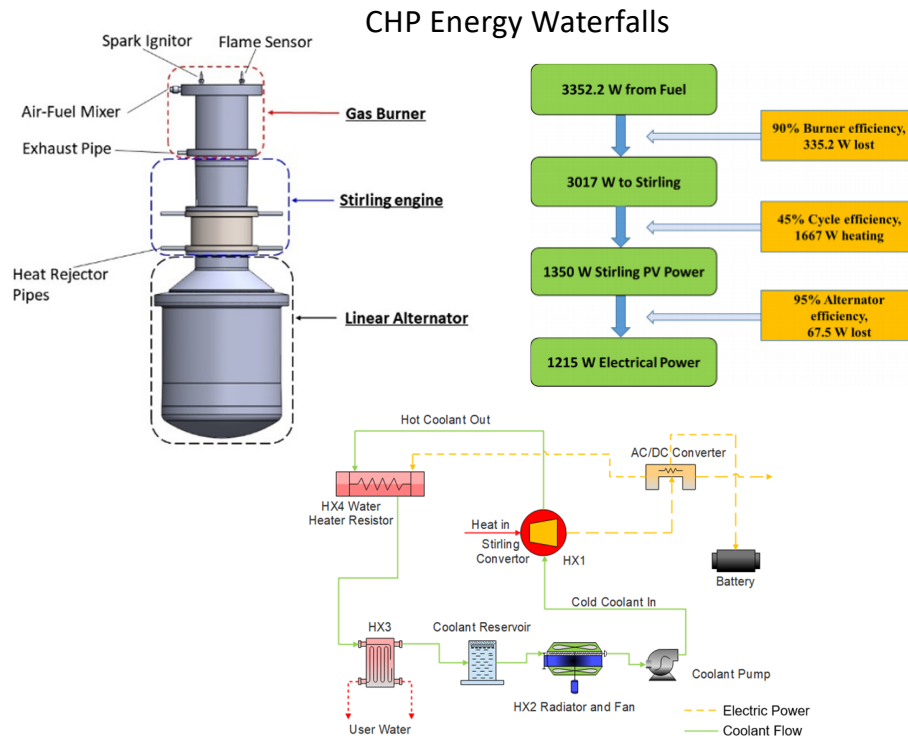 CHP Energy Waterfalls
Spark Ignitor
Flame Sensor
Air-Fuel Mixer
Gas Burner
Exhaust Pipe
Stirling engine
Heat Rejector
Pipes
Linear Alternator
3352.2 W from Fuel
90% Burner efficiency,
335.2 W lost
3017 W to Stirling
45% Cycle efficiency,
1667 W heating
1350 W Stirling PV Power
95% Alternator
efficiency,
67.5 W lost
1215 W Electrical Power
Hot Coolant Out
AC/DC Converter
HX4 Water
Heater Resistor
Heat in
Stirling
Convertor
HX1
Battery
Cold Coolant In
HX3
Coolant Reservoir
Coolant Pump
HX2 Radiator and Fan
User Water
Electric Power
Coolant Flow